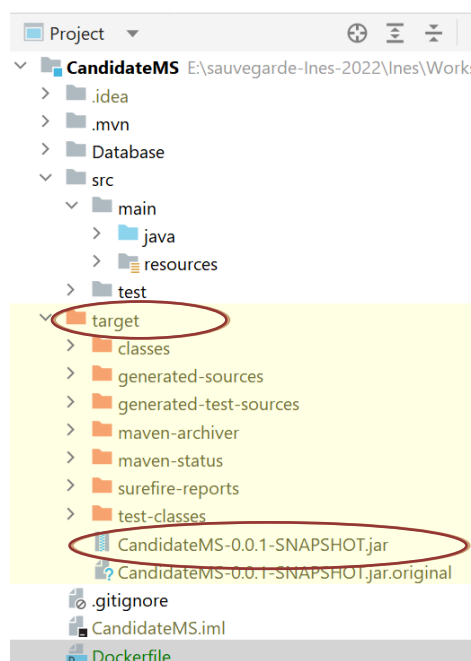 Project
CandidateMS E:\sauvegarde-Ines-2022\Ines\Works
.idea
.mvn
Database
src
main
java
resources
test
target
classes
generated-sources
generated-test-sources
maven-archiver
maven-status
surefire-reports
test-classes
CandidateMS-0.0.1-SNAPSHOT.jar
CandidateMS-0.0.1-SNAPSHOT.jar.original
.gitignore
CandidateMS.iml
Dockerfile